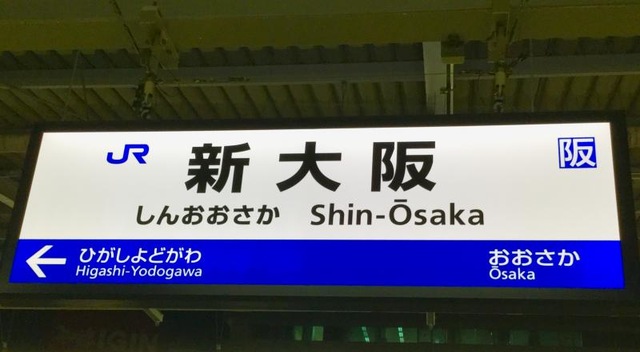 JR 新大阪 阪
しんおおさか Shin-Ōsaka
ひがしよどがわ おおさか
Higashi-Yodogawa Ōsaka